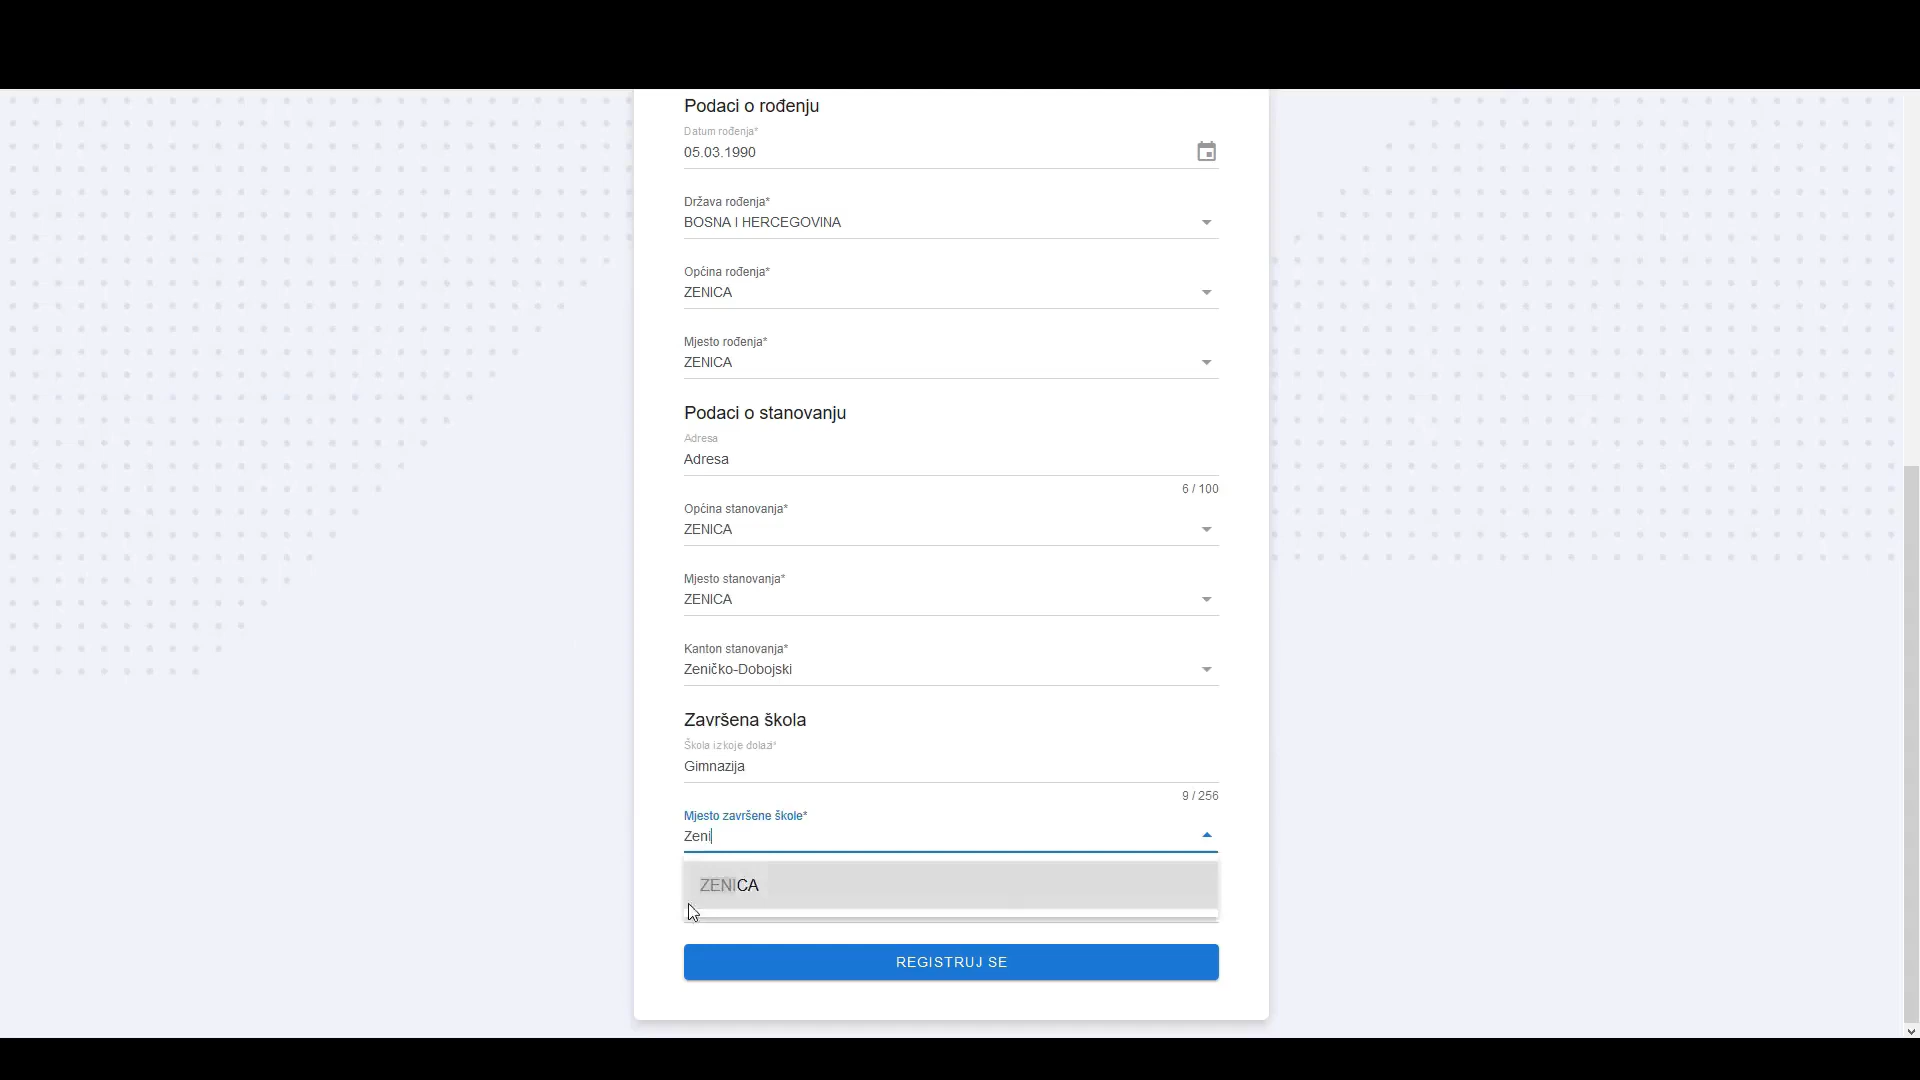 Podaci o rođenju
Datum rođenja*
05.03.1990
Država rođenja*
BOSNA I HERCEGOVINA
Općina rođenja*
ZENICA
Mjesto rođenja*
ZENICA
Podaci o stanovanju
Adresa
Adresa
6 / 100
Općina stanovanja*
ZENICA
Mjesto stanovanja*
ZENICA
Kanton stanovanja*
Zeničko-Dobojski
Završena škola
Škola iz koje dolazi*
Gimnazija
9 / 256
Mjesto završene škole*
Zeni
ZENICA
REGISTRUJ SE